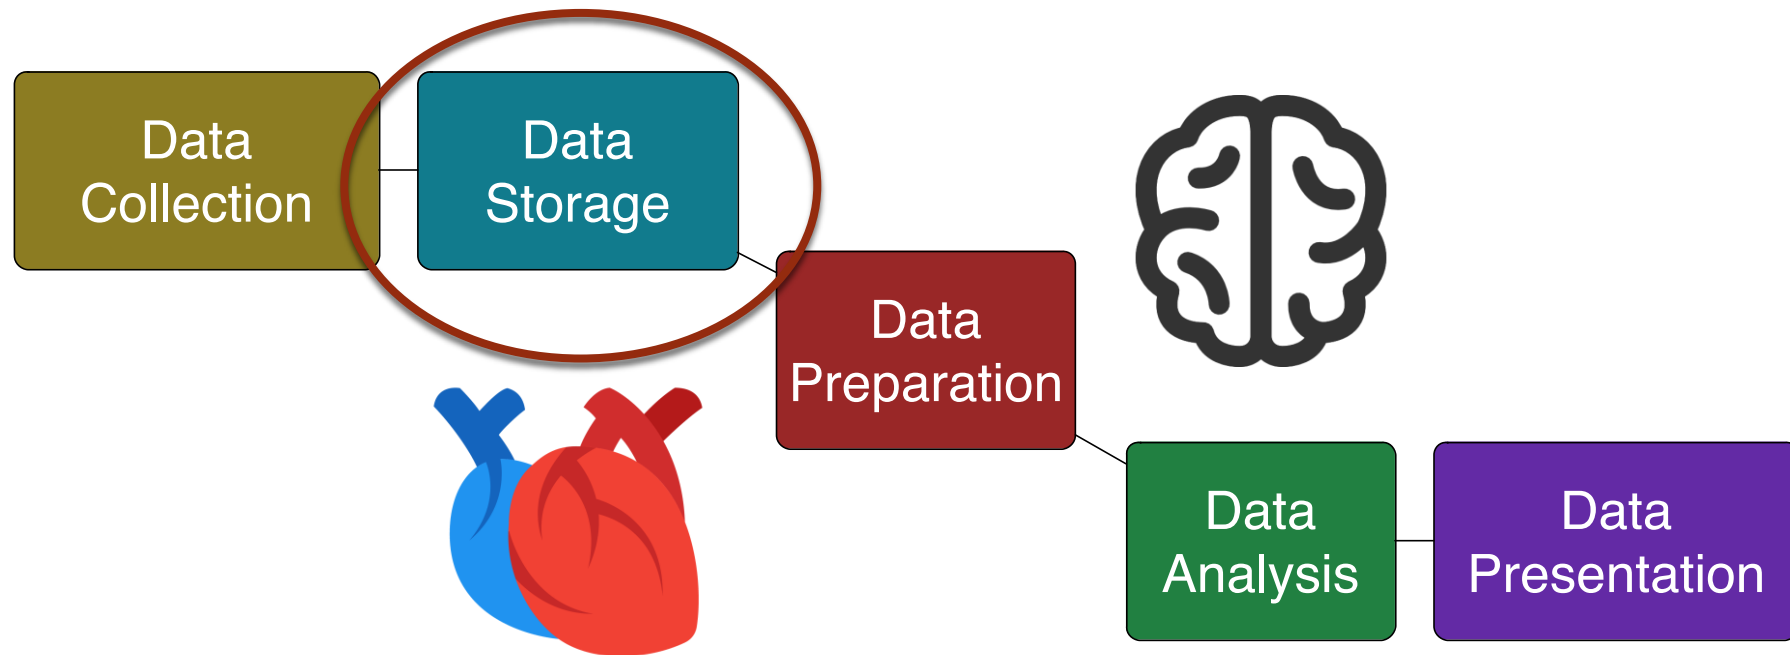 Data
Collection
Data
Storage
Data
Preparation
Data
Analysis
Data
Presentation